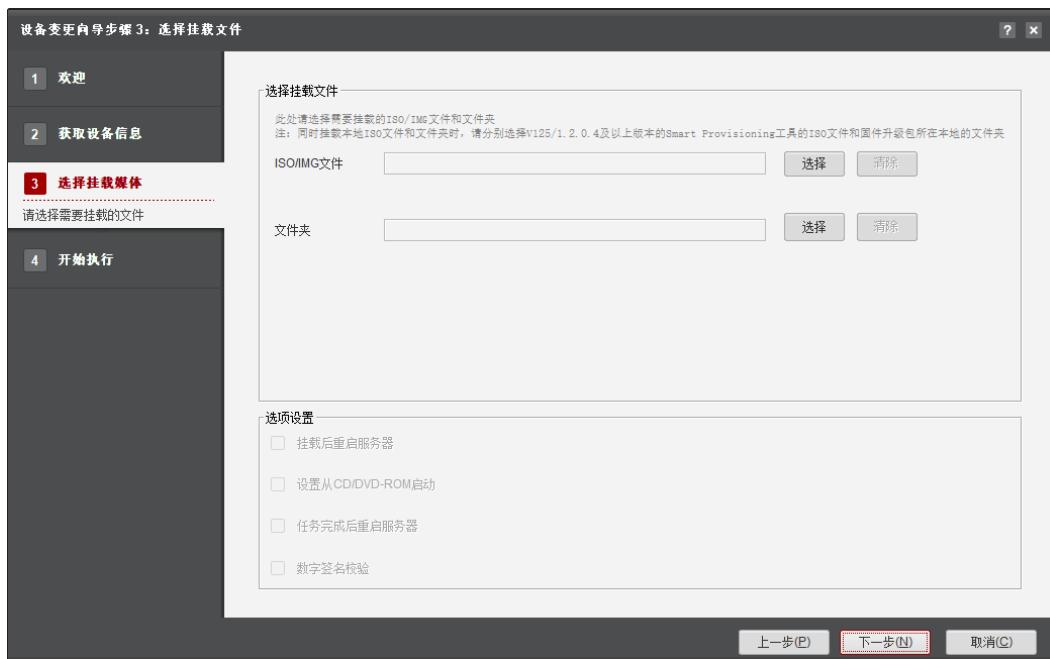 设备变更向导步骤 3：选择挂载文件
? ×
1 欢迎
2 获取设备信息
3 选择挂载媒体
请选择需要挂载的文件
4 开始执行
选择挂载文件
此处请选择需要挂载的ISO/IMG文件和文件夹
注：同时挂载本地ISO文件和文件夹时，请分别选择V125/1.2.0.4及以上版本的Smart Provisioning工具的ISO文件和固件升级包所在本地的文件夹
ISO/IMG文件 选择 清除
文件夹 选择 清除
选项设置
挂载后重启服务器
设置从CD/DVD-ROM启动
任务完成后重启服务器
数字签名校验
上一步(P) 下一步(N) 取消(C)